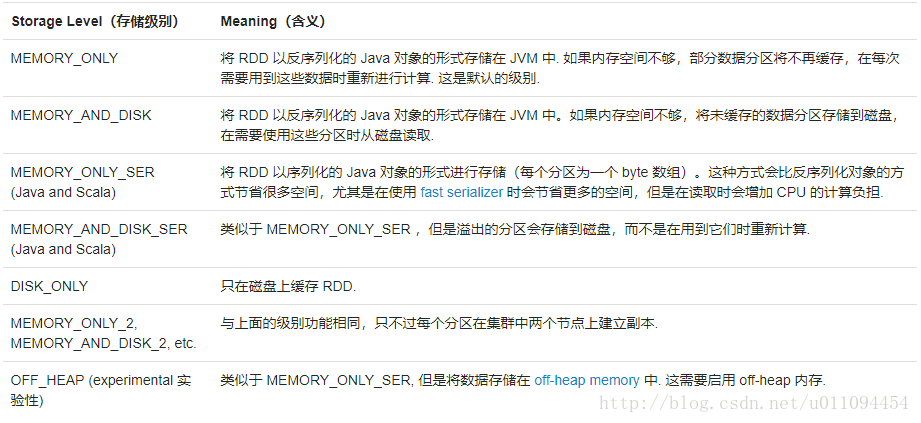 Storage Level（存储级别） Meaning（含义）
MEMORY_ONLY 将 RDD 以反序列化的 Java 对象的形式存储在 JVM 中. 如果内存空间不够，部分数据分区将不再缓存，在每次
需要用到这些数据时重新进行计算. 这是默认的级别.
MEMORY_AND_DISK 将 RDD 以反序列化的 Java 对象的形式存储在 JVM 中。如果内存空间不够，将未缓存的数据分区存储到磁盘，
在需要使用这些分区时从磁盘读取.
MEMORY_ONLY_SER 将 RDD 以序列化的 Java 对象的形式进行存储（每个分区为一个 byte 数组）。这种方式会比反序列化对象的方
(Java and Scala) 式节省很多空间，尤其是在使用 fast serializer 时会节省更多的空间，但是在读取时会增加 CPU 的计算负担.
MEMORY_AND_DISK_SER 类似于 MEMORY_ONLY_SER ，但是溢出的分区会存储到磁盘，而不是在用到它们时重新计算.
(Java and Scala)
DISK_ONLY 只在磁盘上缓存 RDD.
MEMORY_ONLY_2, 与上面的级别功能相同，只不过每个分区在集群中两个节点上建立副本.
MEMORY_AND_DISK_2, etc.
OFF_HEAP (experimental 实 类似于 MEMORY_ONLY_SER, 但是将数据存储在 off-heap memory 中. 这需要启用 off-heap 内存.
验性)
http://blog.csdn.net/u011094454